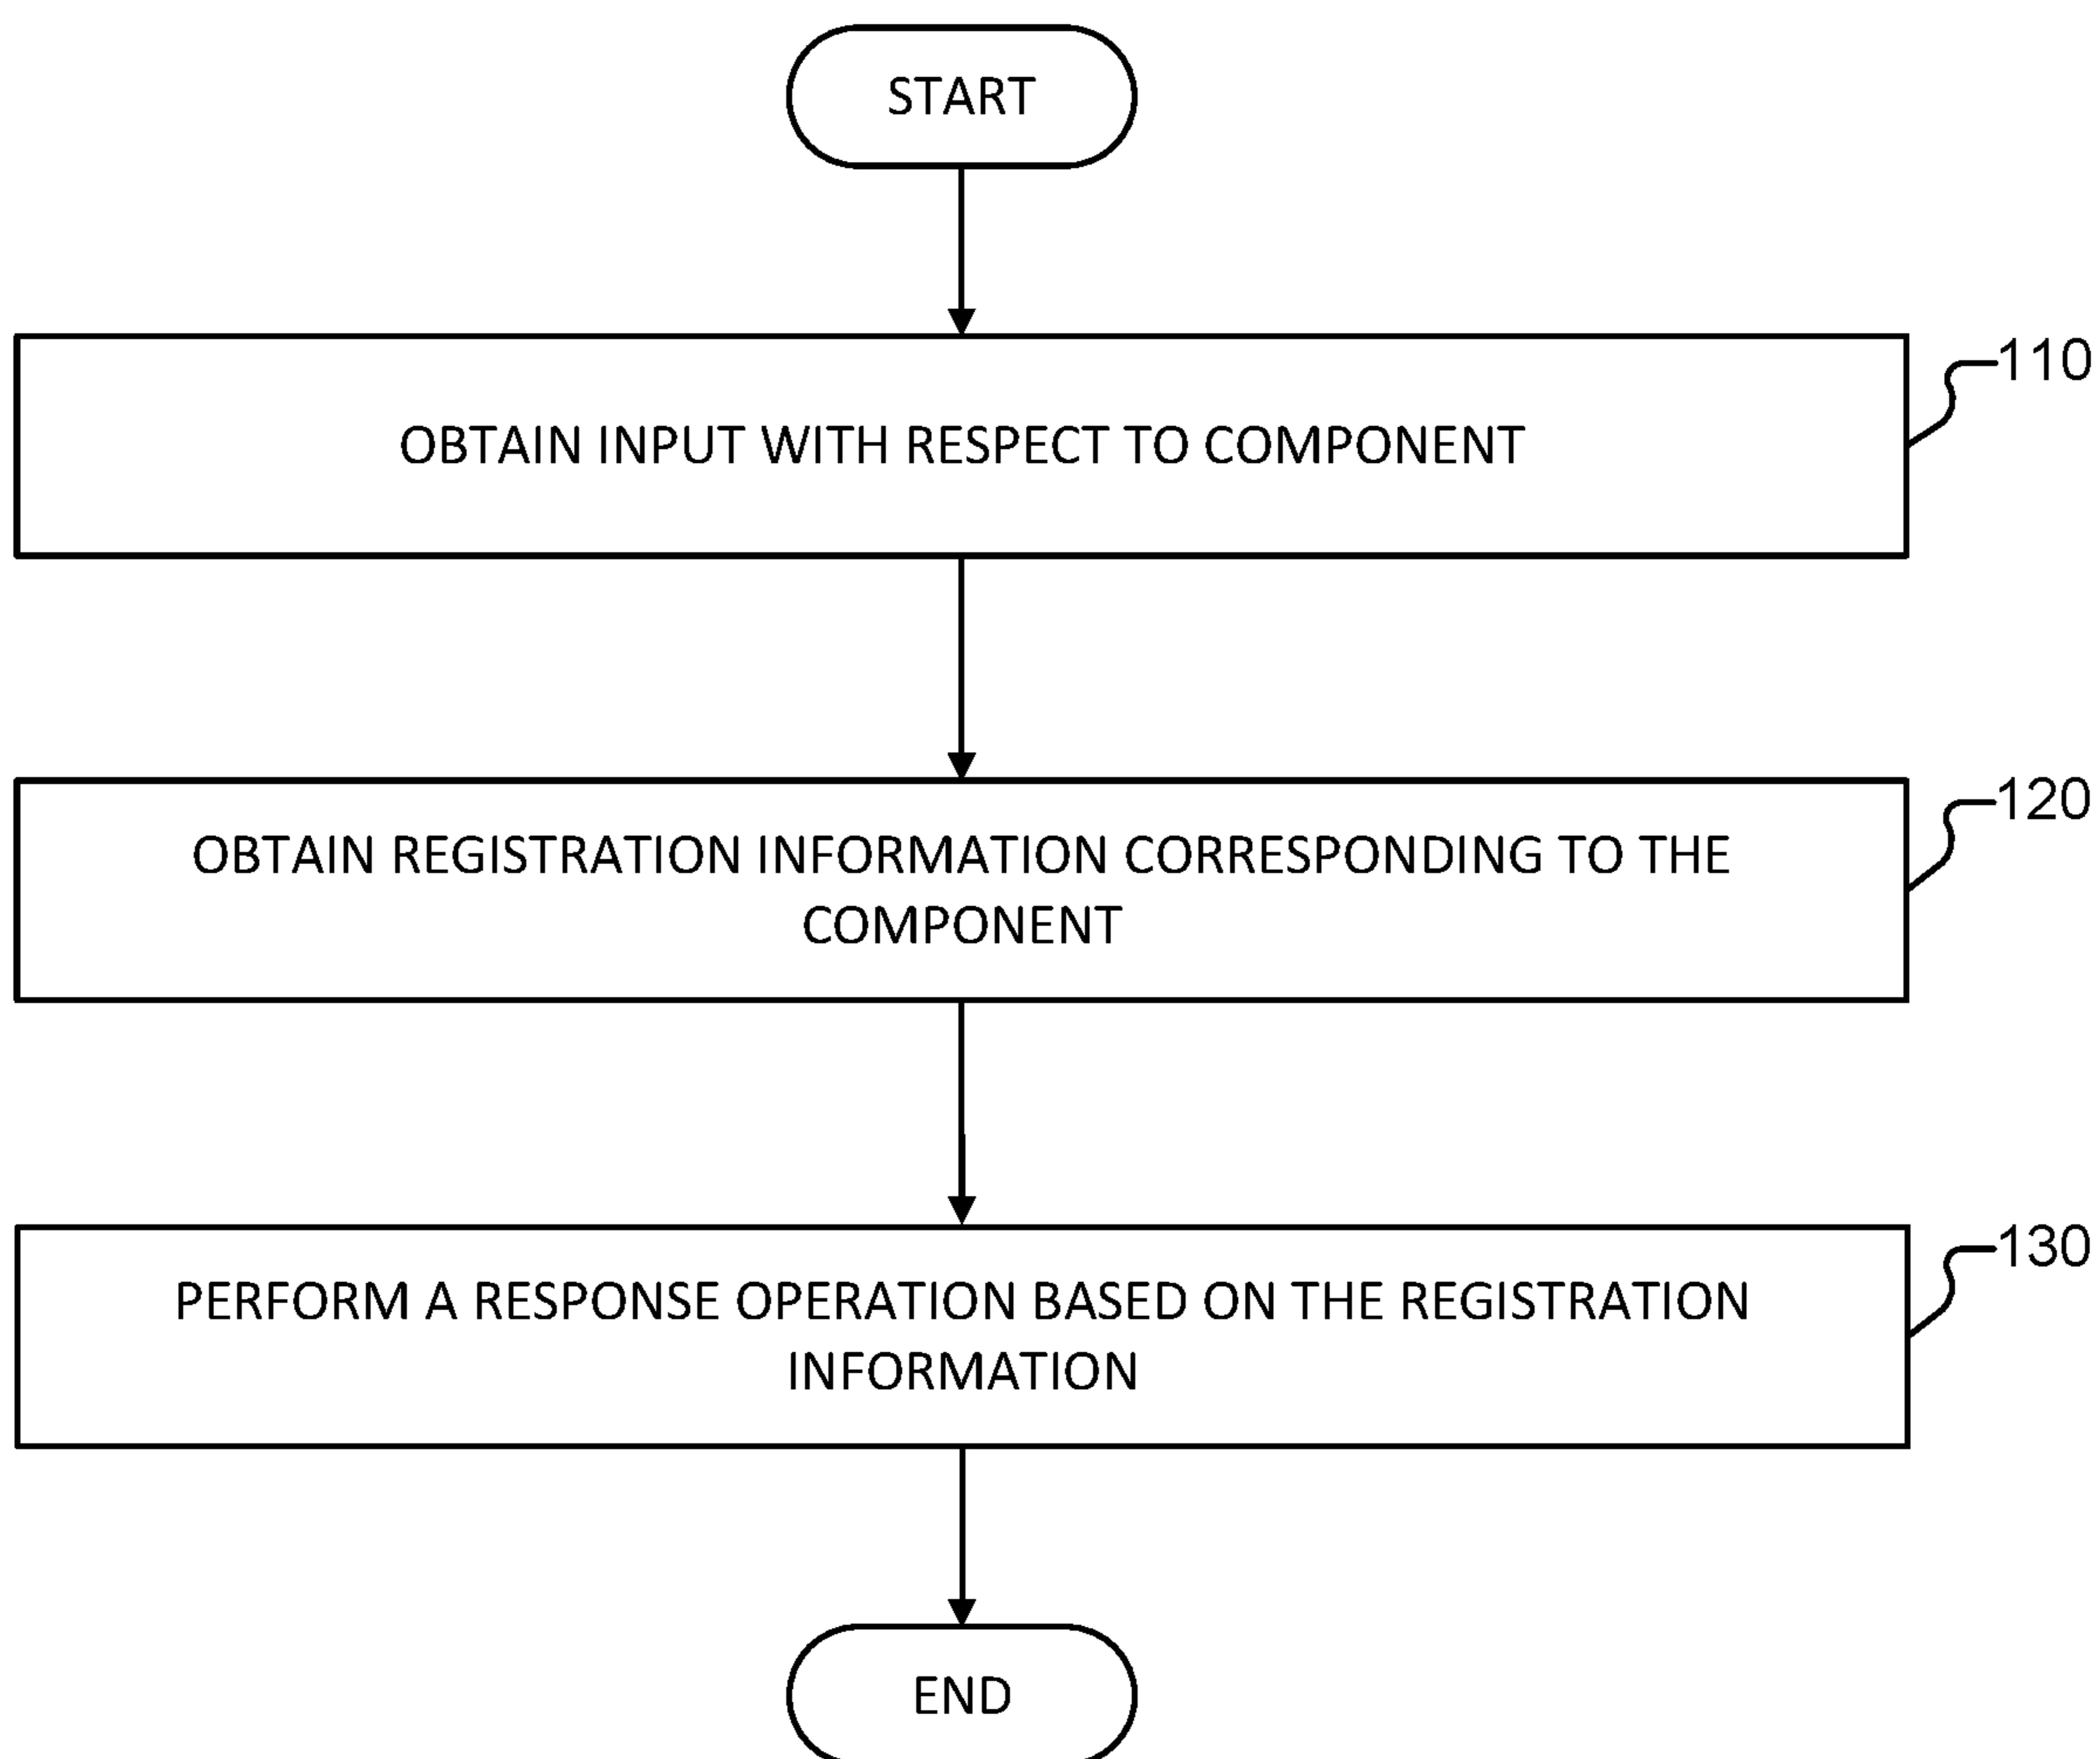 START
110
OBTAIN INPUT WITH RESPECT TO COMPONENT
120
OBTAIN REGISTRATION INFORMATION CORRESPONDING TO THE
COMPONENT
130
PERFORM A RESPONSE OPERATION BASED ON THE REGISTRATION
INFORMATION
END